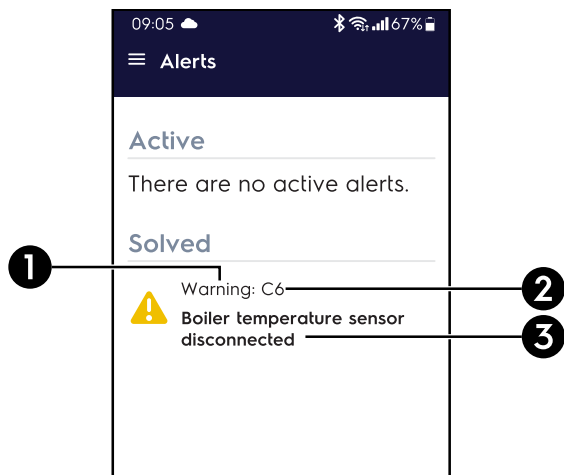 09:05 67%
Alerts
Active
There are no active alerts.
Solved
1
Warning: C6
2
Boiler temperature sensor
disconnected
3